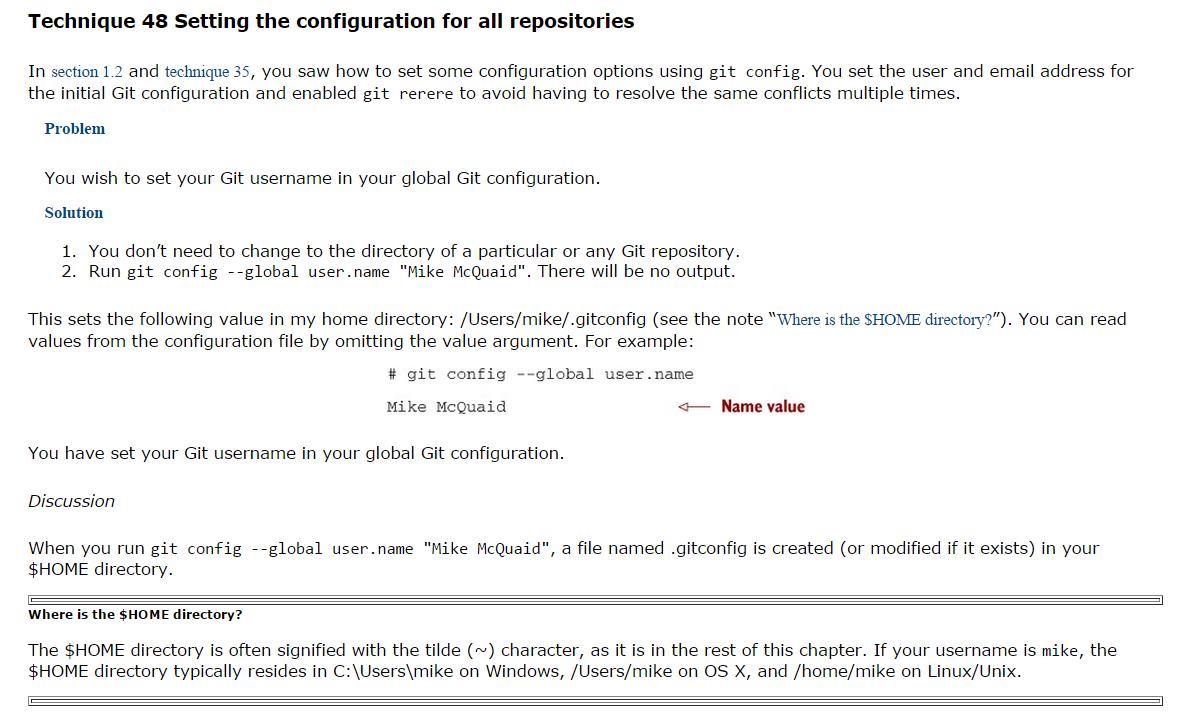 Technique 48 Setting the configuration for all repositories
In section 1.2 and technique 35, you saw how to set some configuration options using git config. You set the user and email address for
the initial Git configuration and enabled git rerere to avoid having to resolve the same conflicts multiple times.
Problem
You wish to set your Git username in your global Git configuration.
Solution
1. You don’t need to change to the directory of a particular or any Git repository.
2. Run git config --global user.name "Mike McQuaid". There will be no output.
This sets the following value in my home directory: /Users/mike/.gitconfig (see the note “Where is the $HOME directory?”). You can read
values from the configuration file by omitting the value argument. For example:
# git config --global user.name
Mike McQuaid Name value
You have set your Git username in your global Git configuration.
Discussion
When you run git config --global user.name "Mike McQuaid", a file named .gitconfig is created (or modified if it exists) in your
$HOME directory.
Where is the $HOME directory?
The $HOME directory is often signified with the tilde (~) character, as it is in the rest of this chapter. If your username is mike, the
$HOME directory typically resides in C:\Users\mike on Windows, /Users/mike on OS X, and /home/mike on Linux/Unix.